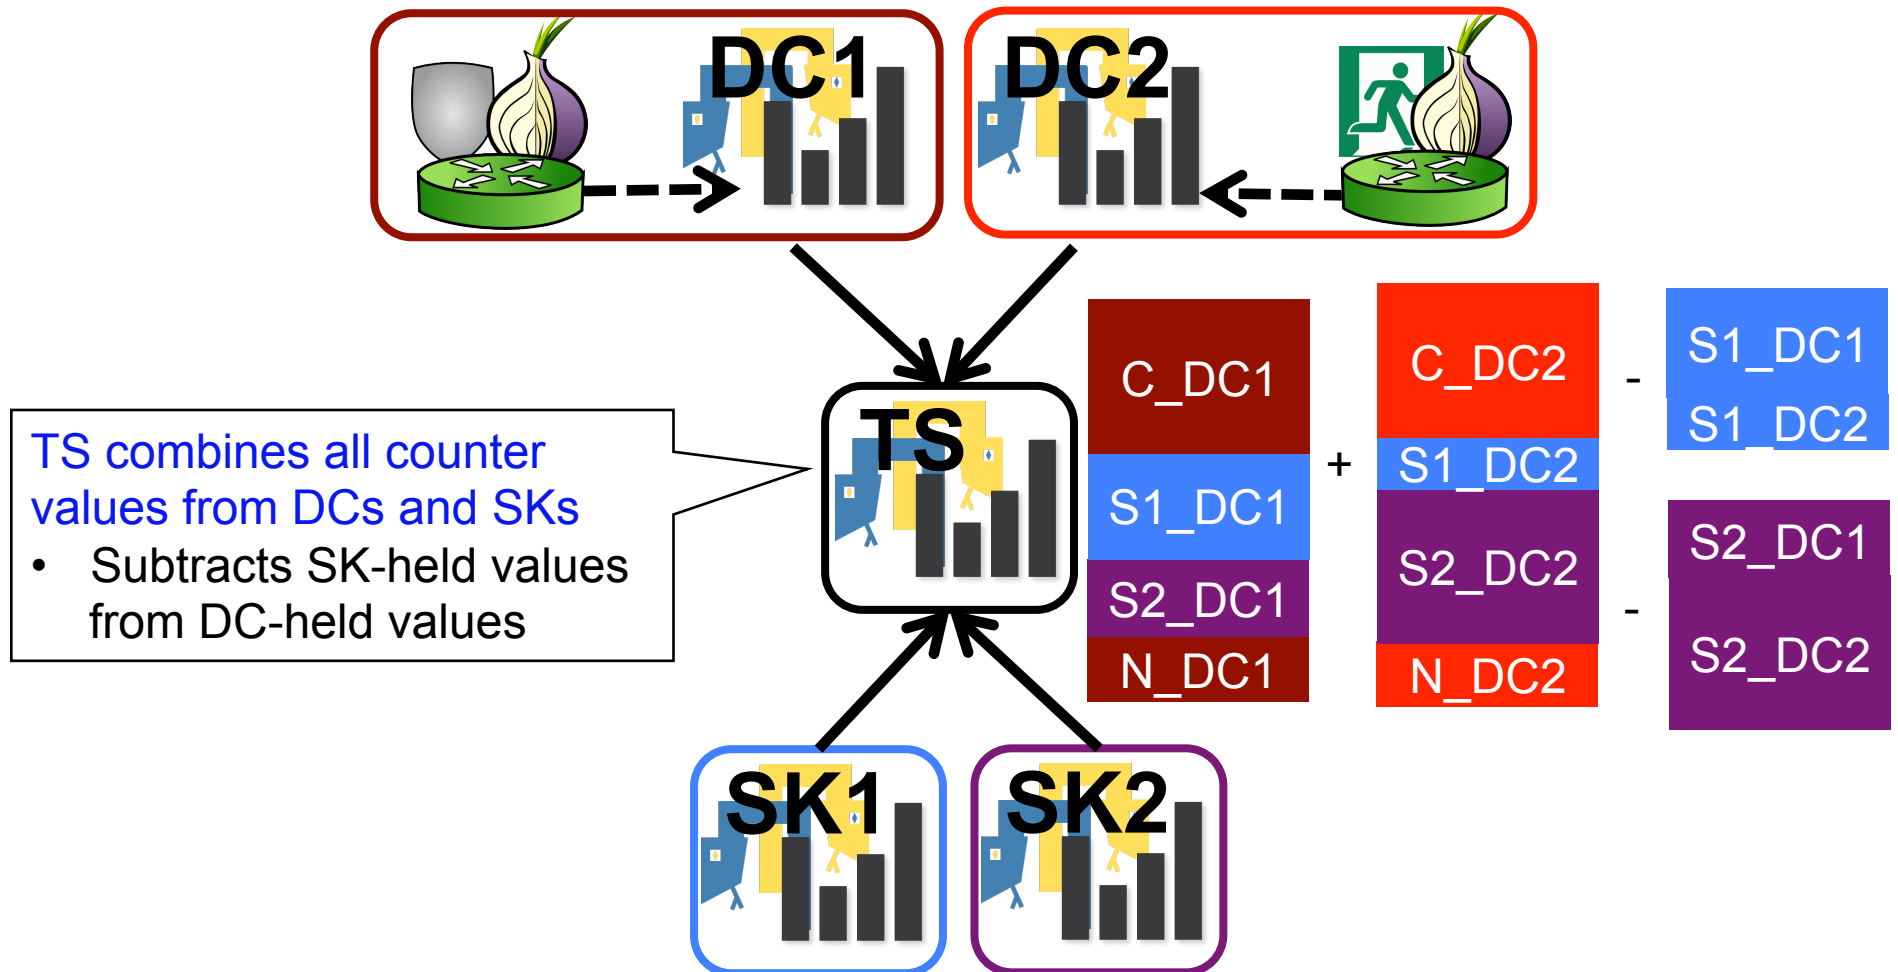 DC1
DC2
C_DC1
S1_DC1
S2_DC1
N_DC1
+
C_DC2
S1_DC2
S2_DC2
N_DC2
-
S1_DC1
S1_DC2
-
S2_DC1
S2_DC2
TS
TS combines all counter
values from DCs and SKs
• Subtracts SK-held values
from DC-held values
SK1
SK2